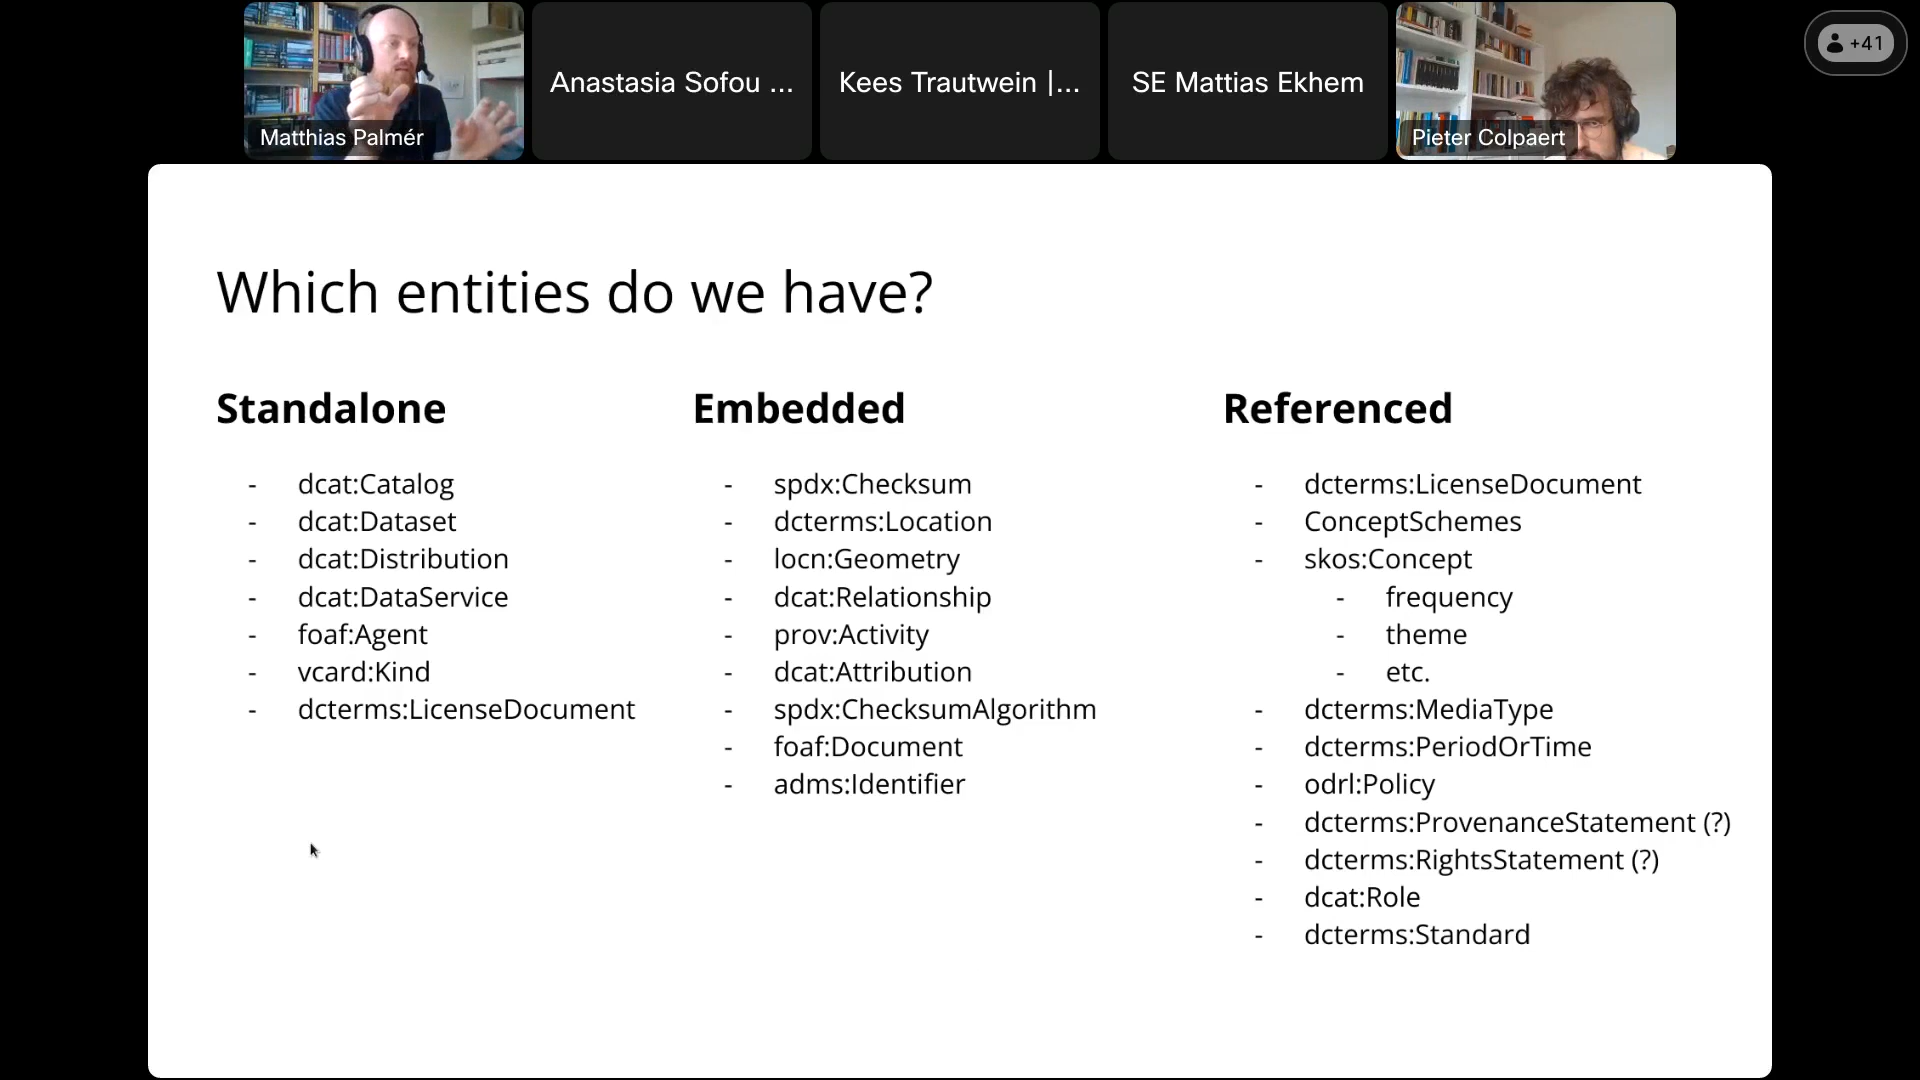 Matthias Palmér
Anastasia Sofou ...
Kees Trautwein |...
SE Mattias Ekhem
Pieter Colpaert
+41
Which entities do we have?
Standalone
- dcat:Catalog
- dcat:Dataset
- dcat:Distribution
- dcat:DataService
- foaf:Agent
- vcard:Kind
- dcterms:LicenseDocument
Embedded
- spdx:Checksum
- dcterms:Location
- locn:Geometry
- dcat:Relationship
- prov:Activity
- dcat:Attribution
- spdx:ChecksumAlgorithm
- foaf:Document
- adms:Identifier
Referenced
- dcterms:LicenseDocument
- ConceptSchemes
- skos:Concept
- frequency
- theme
- etc.
- dcterms:MediaType
- dcterms:PeriodOrTime
- odrl:Policy
- dcterms:ProvenanceStatement (?)
- dcterms:RightsStatement (?)
- dcat:Role
- dcterms:Standard